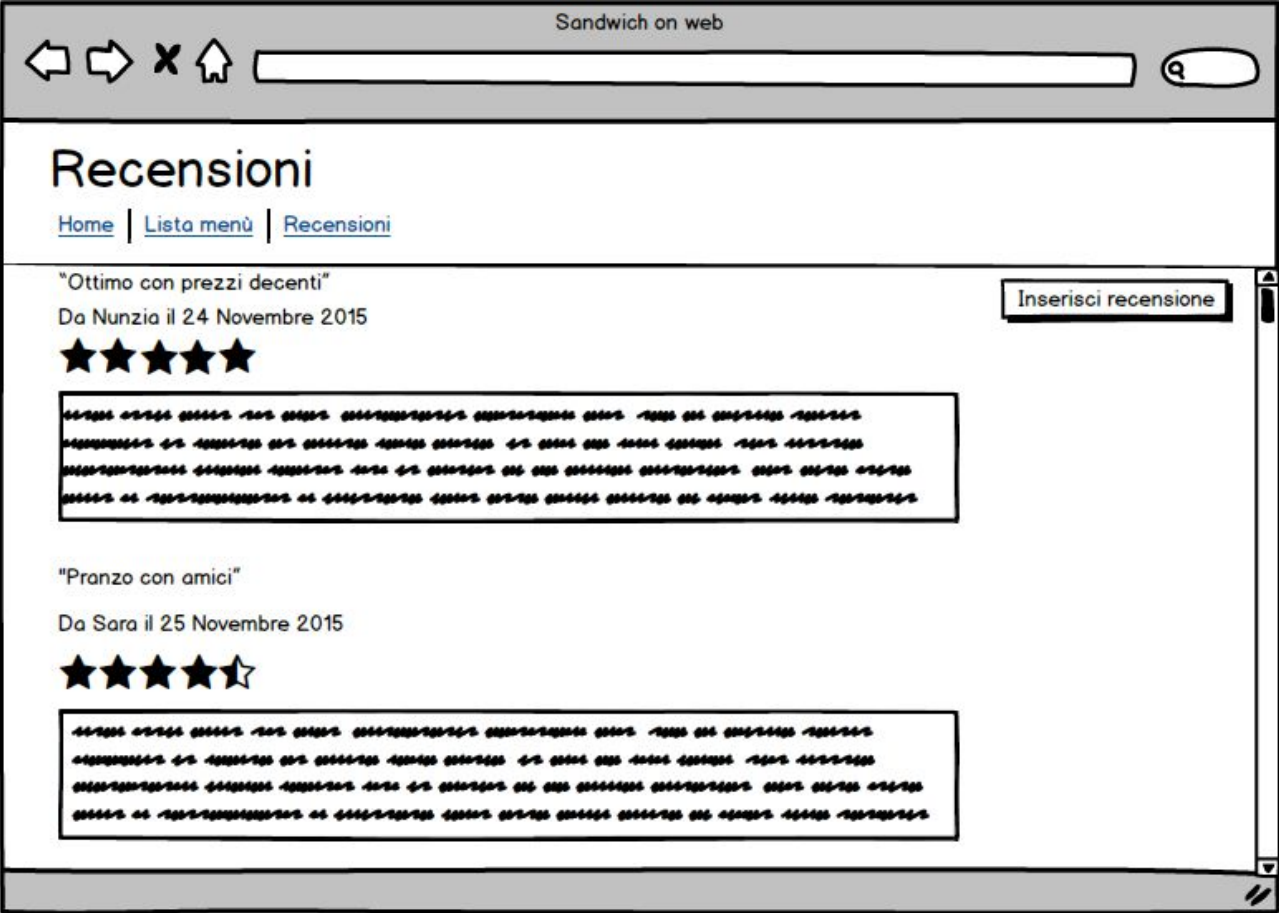 Sandwich on web
Recensioni
Home | Lista menù | Recensioni
"Ottimo con prezzi decenti"
Inserisci recensione
Da Nunzia il 24 Novembre 2015
"Pranzo con amici"
Da Sara il 25 Novembre 2015